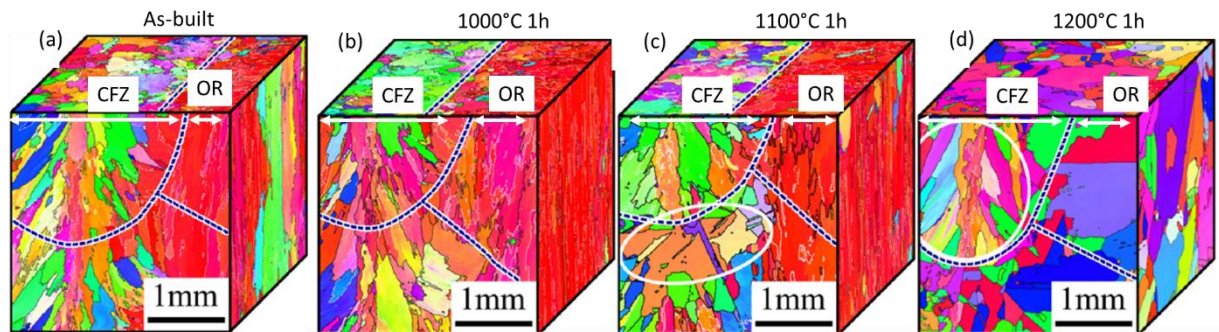 As-built
1000°C 1h
1100°C 1h
1200°C 1h
(a)
(b)
(c)
(d)
CFZ
OR
CFZ
OR
CFZ
OR
CFZ
OR
1mm
1mm
1mm
1mm